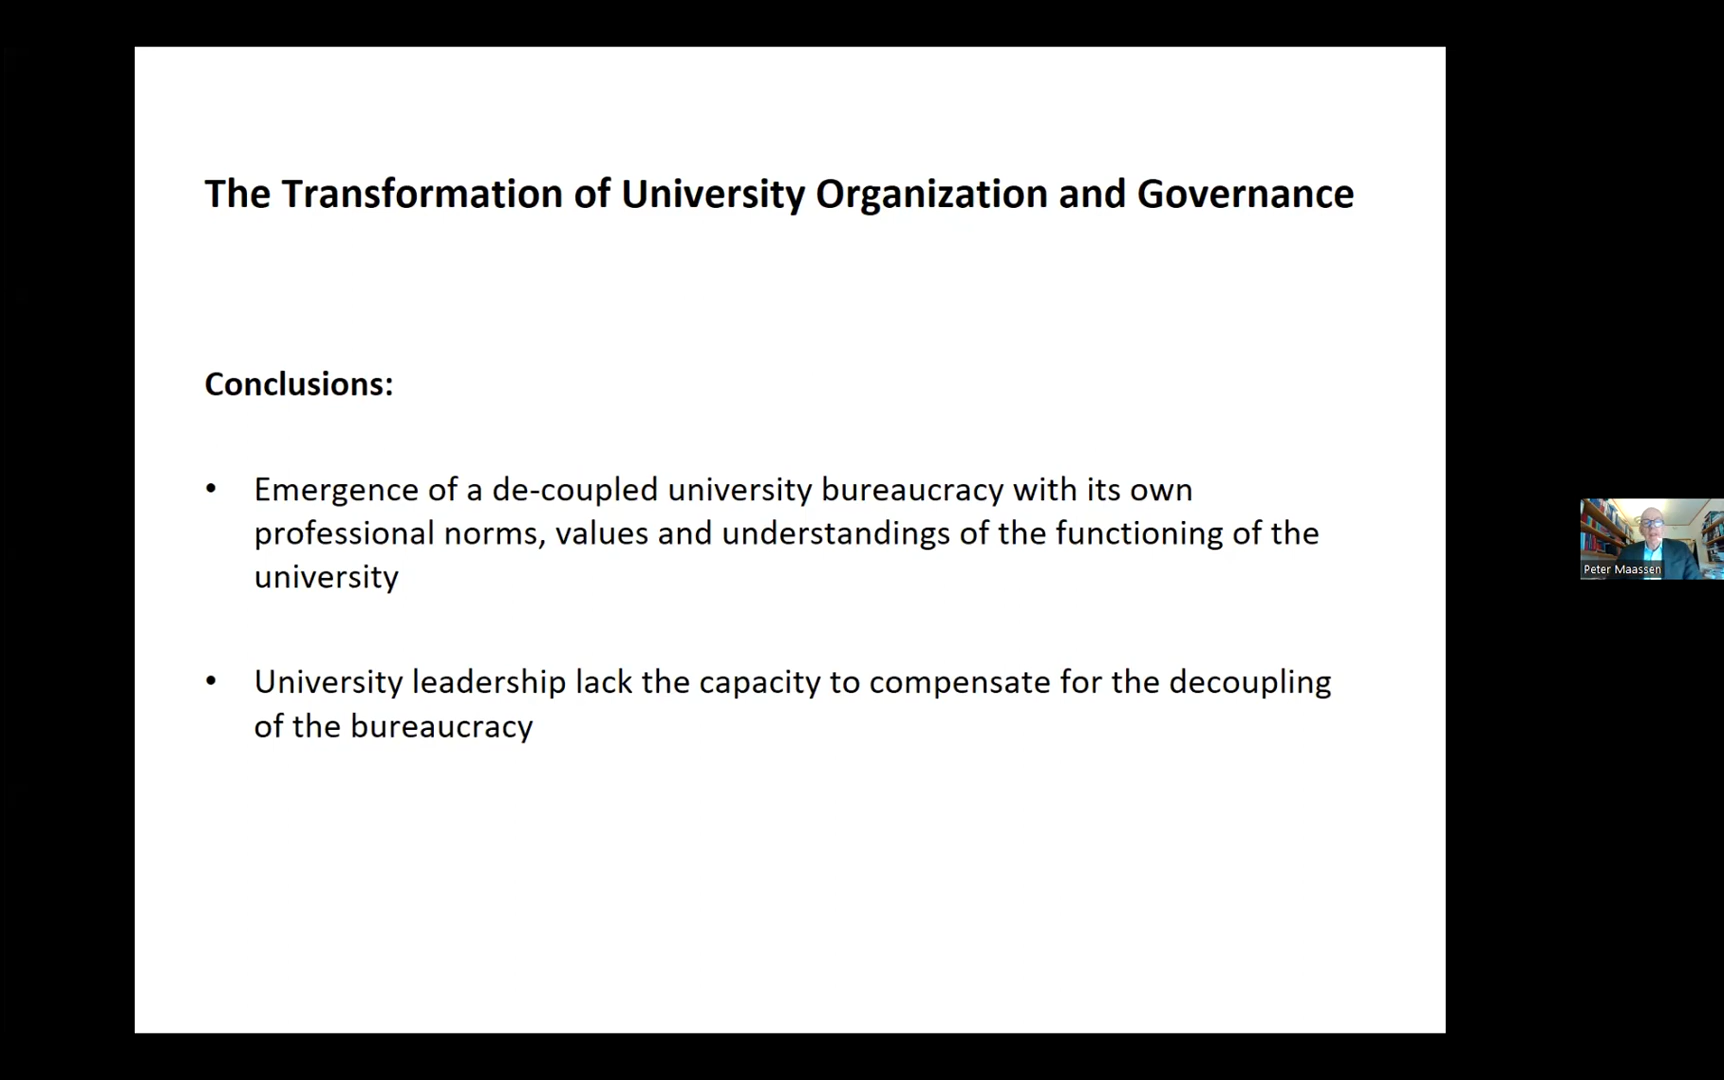 The Transformation of University Organization and Governance
Conclusions:
• Emergence of a de-coupled university bureaucracy with its own
professional norms, values and understandings of the functioning of the
university
• University leadership lack the capacity to compensate for the decoupling
of the bureaucracy
Peter Maassen